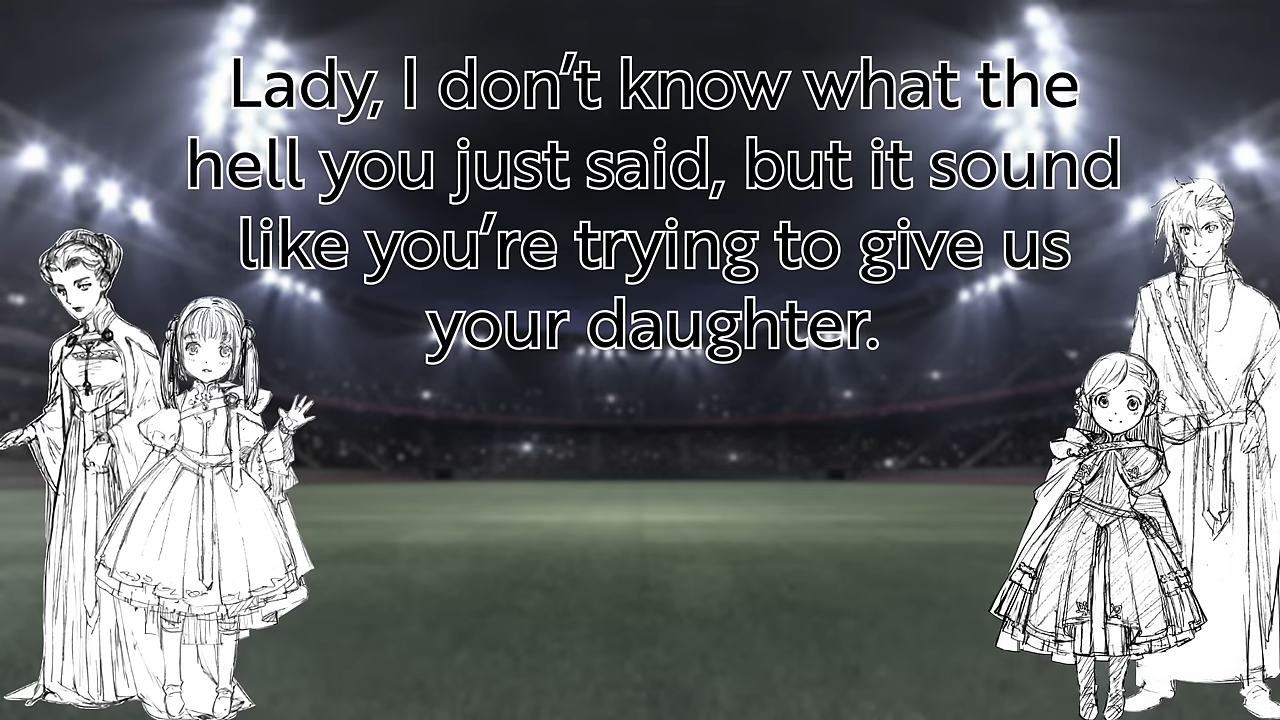 Lady, I don't know what the
hell you just said, but it sound
like you're trying to give us
your daughter.